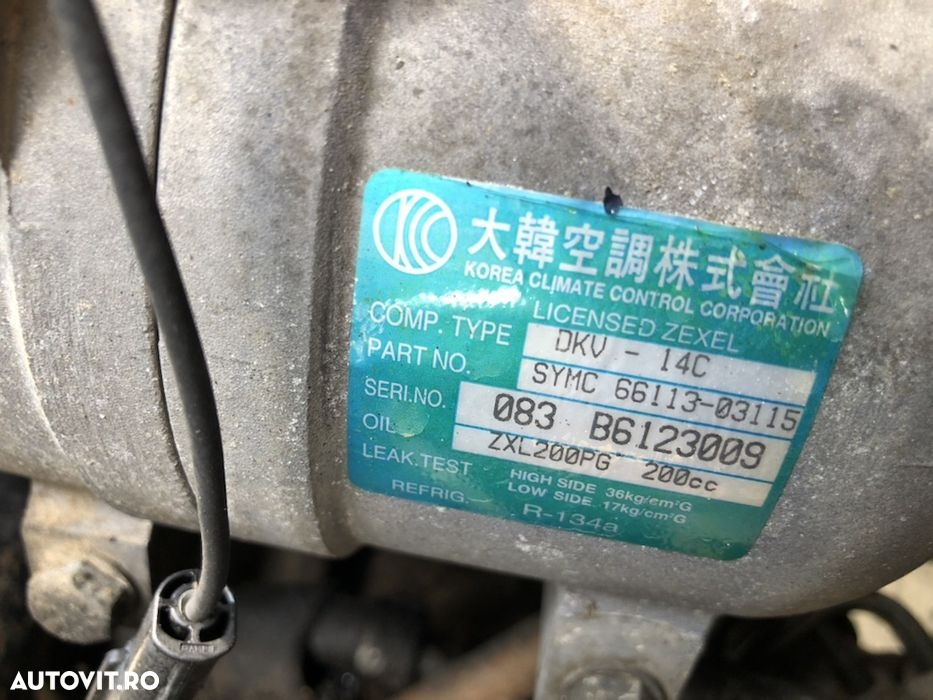 KCC 大韓空調株式會社
KOREA CLIMATE CONTROL CORPORATION
LICENSED ZEXEL
COMP. TYPE DKV - 14C
PART NO. SYMC 66113-03115
SERI.NO. 083 B6123009
OIL ZXL200PG 200cc
LEAK.TEST HIGH SIDE 36kg/cm²G
LOW SIDE 17kg/cm²G
REFRIG. R-134a
AUTOVIT.RO